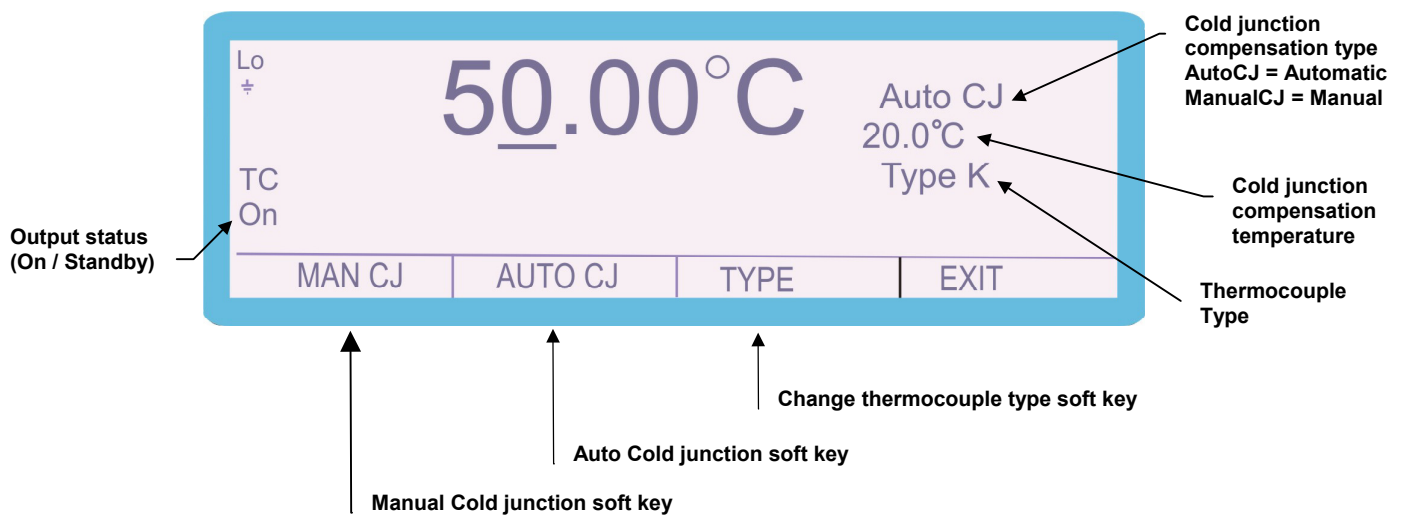 Lo
50.00°C
Auto CJ
20.0°C
Type K
TC
On
MAN CJ
AUTO CJ
TYPE
EXIT
Cold junction
compensation type
AutoCJ = Automatic
ManualCJ = Manual
Cold junction
compensation
temperature
Thermocouple
Type
Output status
(On / Standby)
Change thermocouple type soft key
Auto Cold junction soft key
Manual Cold junction soft key